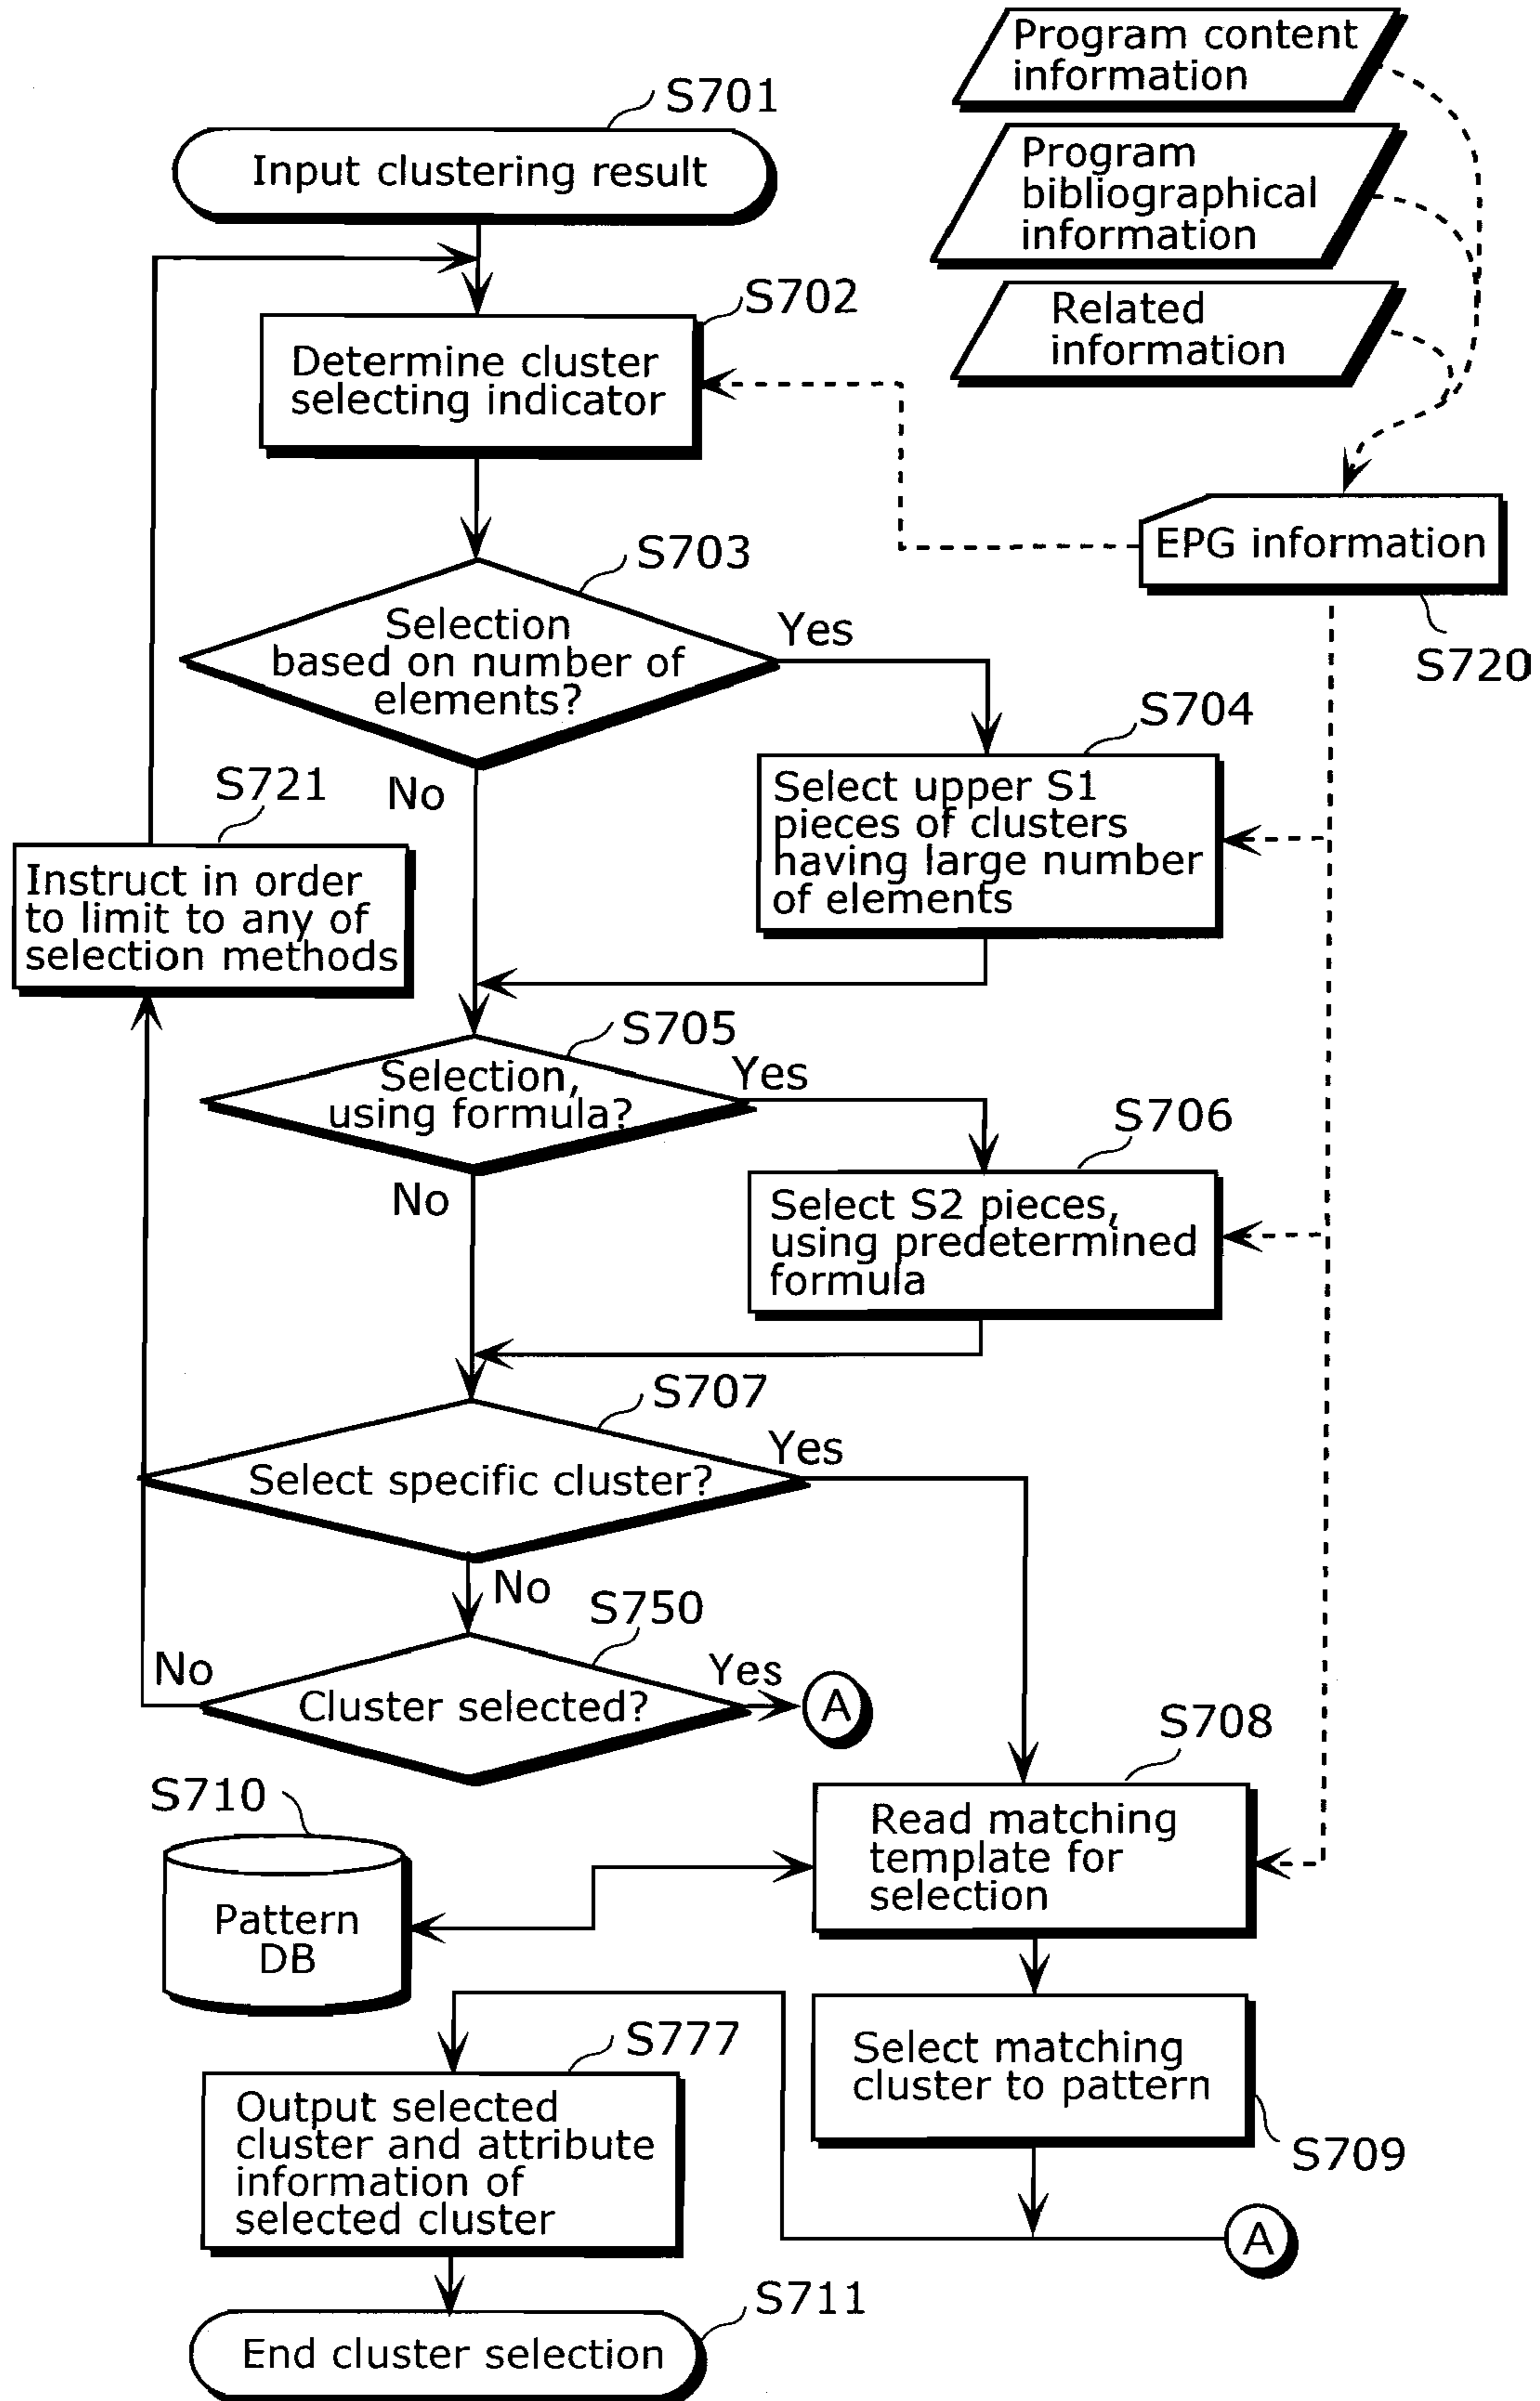 Program content
information
S701
Program
bibliographical
information
Input clustering result
Related
information
S702
Determine cluster
selecting indicator
EPG information
S720
S703
Selection
based on number of
elements?
Yes
No
S704
Select upper S1
pieces of clusters
having large number
of elements
S721
Instruct in order
to limit to any of
selection methods
S705
Selection,
using formula?
Yes
No
S706
Select S2 pieces,
using predetermined
formula
S707
Select specific cluster?
Yes
No
S750
Cluster selected?
No
Yes
A
S708
Read matching
template for
selection
S710
Pattern
DB
S777
Output selected
cluster and attribute
information of
selected cluster
Select matching
cluster to pattern
S709
A
S711
End cluster selection